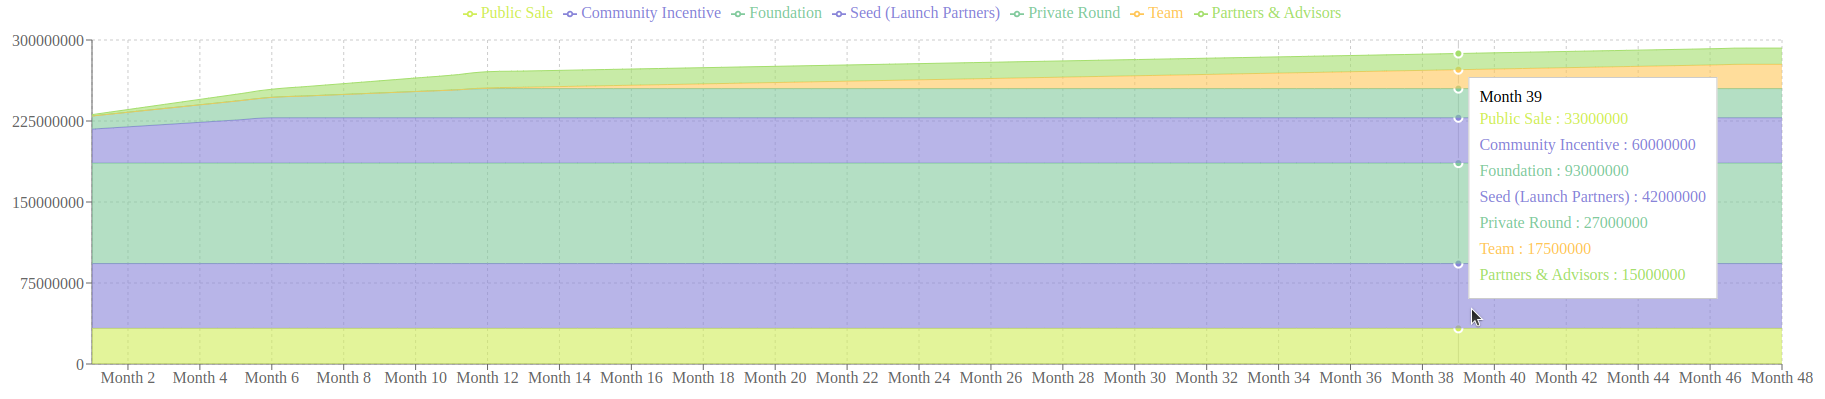 Public Sale Community Incentive Foundation Seed (Launch Partners) Private Round Team Partners & Advisors
300000000
225000000
150000000
75000000
0
Month 39
Public Sale : 33000000
Community Incentive : 60000000
Foundation : 93000000
Seed (Launch Partners) : 42000000
Private Round : 27000000
Team : 17500000
Partners & Advisors : 15000000
Month 2 Month 4 Month 6 Month 8 Month 10 Month 12 Month 14 Month 16 Month 18 Month 20 Month 22 Month 24 Month 26 Month 28 Month 30 Month 32 Month 34 Month 36 Month 38 Month 40 Month 42 Month 44 Month 46 Month 48